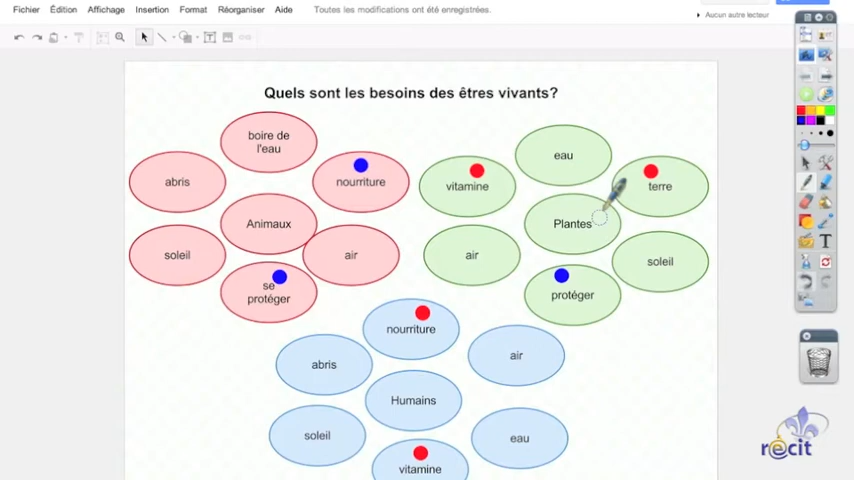 Fichier Édition Affichage Insertion Format Réorganiser Aide Toutes les modifications ont été enregistrées.
Aucun autre lecteur
Quels sont les besoins des êtres vivants?
boire de
l'eau
abris
nourriture
Animaux
soleil
air
se
protéger
eau
vitamine
terre
Plantes
air
soleil
protéger
nourriture
abris
air
Humains
soleil
eau
vitamine
récit